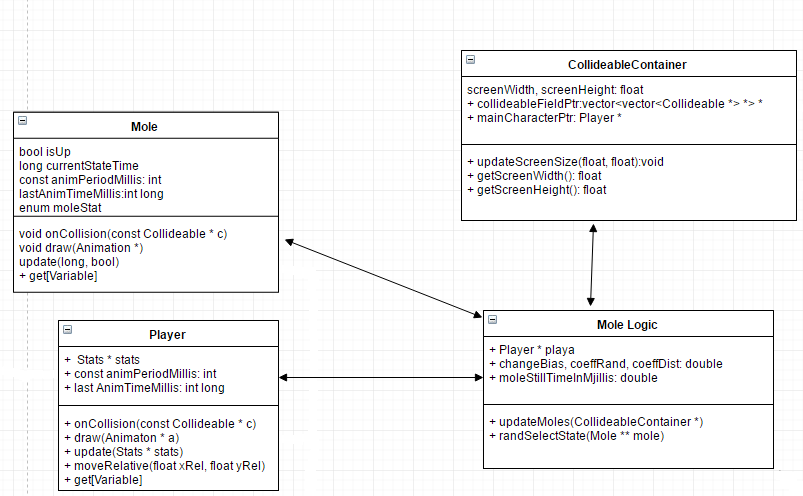 CollideableContainer
screenWidth, screenHeight: float
+ collideableFieldPtr:vector<vector<Collideable *> *> *
+ mainCharacterPtr: Player *
+ updateScreenSize(float, float):void
+ getScreenWidth(): float
+ getScreenHeight(): float
Mole
bool isUp
long currentStateTime
const animPeriodMillis: int
lastAnimTimeMillis:int long
enum moleStat
void onCollision(const Collideable * c)
void draw(Animation *)
update(long, bool)
+ get[Variable]
Player
+ Stats * stats
+ const animPeriodMillis: int
+ last AnimTimeMillis: int long
+ onCollision(const Collideable * c)
+ draw(Animaton * a)
+ update(Stats * stats)
+ moveRelative(float xRel, float yRel)
+ get[Variable]
Mole Logic
+ Player * playa
+ changeBias, coeffRand, coeffDist: double
+ moleStillTimeInMjillis: double
+ updateMoles(CollideableContainer *)
+ randSelectState(Mole ** mole)